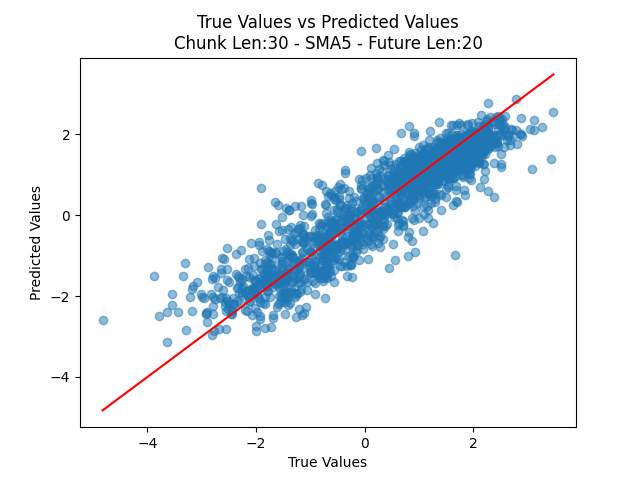 True Values vs Predicted Values
Chunk Len:30 - SMA5 - Future Len:20
Predicted Values
2
0
−2
−4
−4
−2
0
2
True Values